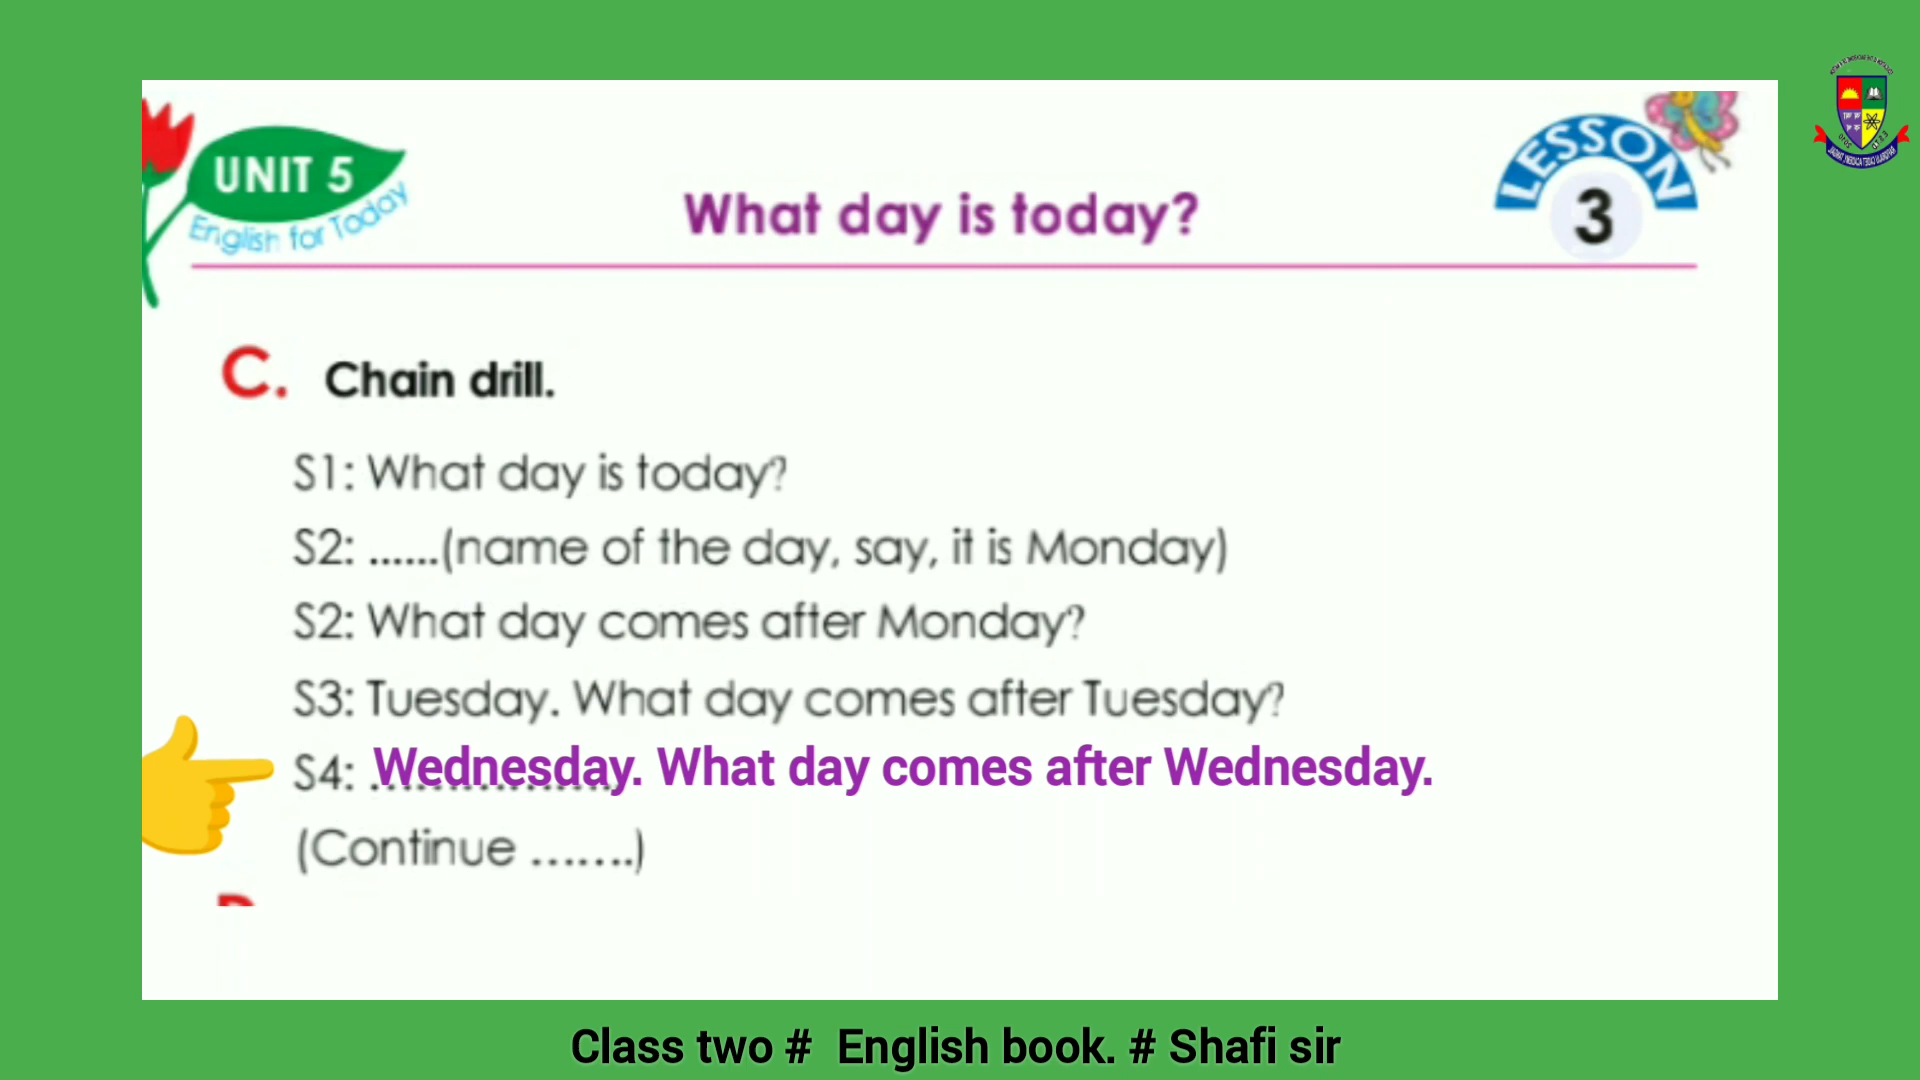 UNIT 5
English for Today
What day is today?
LESSON
3
C. Chain drill.
S1: What day is today?
S2: ......(name of the day, say, it is Monday)
S2: What day comes after Monday?
S3: Tuesday. What day comes after Tuesday?
S4: Wednesday. What day comes after Wednesday.
(Continue .......)
Class two # English book. # Shafi sir